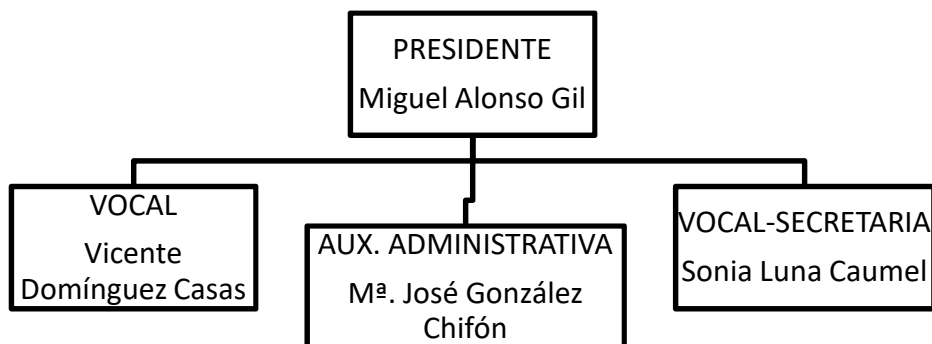 PRESIDENTE
Miguel Alonso Gil
VOCAL
Vicente
Domínguez Casas
AUX. ADMINISTRATIVA
Mª. José González
Chifón
VOCAL-SECRETARIA
Sonia Luna Caumel